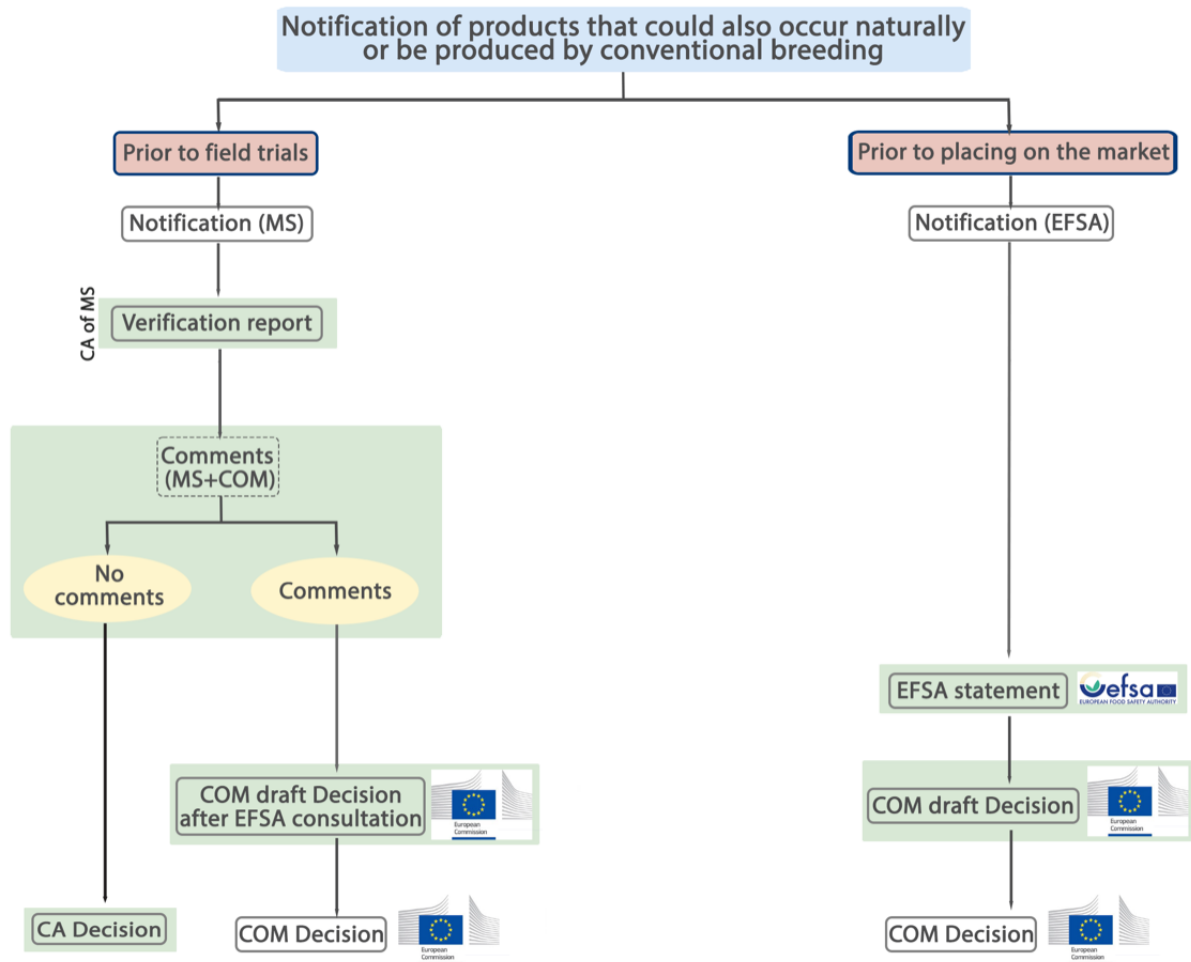 Notification of products that could also occur naturally
or be produced by conventional breeding
Prior to field trials
Prior to placing on the market
Notification (MS)
Notification (EFSA)
CA of MS
Verification report
Comments
(MS+COM)
No
comments
Comments
EFSA statement
efsa
EUROPEAN FOOD SAFETY AUTHORITY
COM draft Decision
after EFSA consultation
European
Commission
COM draft Decision
European
Commission
CA Decision
COM Decision
European
Commission
COM Decision
European
Commission